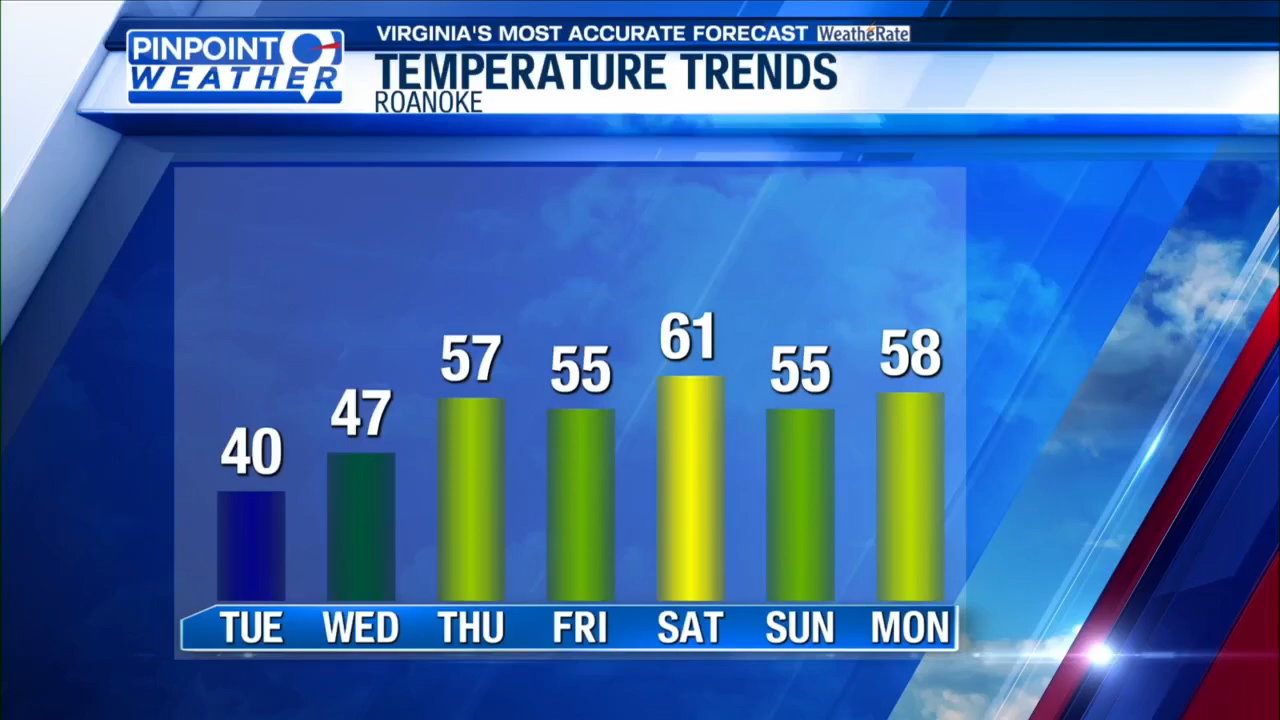 VIRGINIA'S MOST ACCURATE FORECAST WeatheRate
PINPOINT
WEATHER
TEMPERATURE TRENDS
ROANOKE
40 47 57 55 61 55 58
TUE WED THU FRI SAT SUN MON